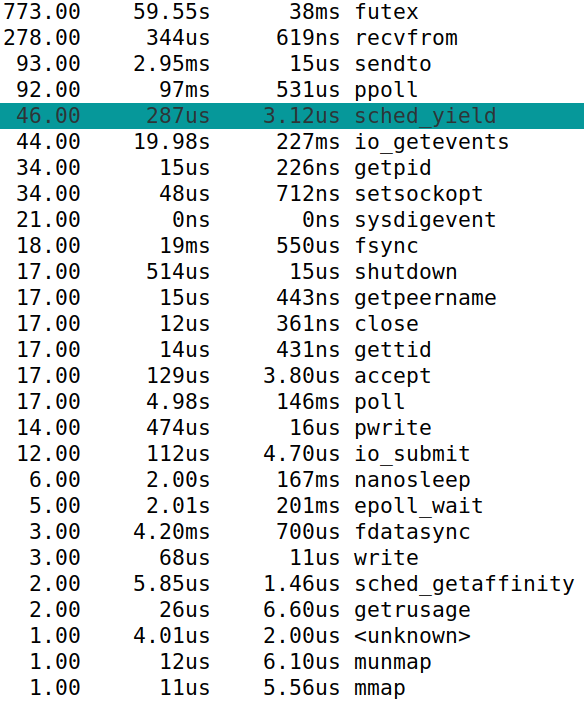 773.00 59.55s 38ms futex
278.00 344us 619ns recvfrom
93.00 2.95ms 15us sendto
92.00 97ms 531us ppoll
46.00 287us 3.12us sched_yield
44.00 19.98s 227ms io_getevents
34.00 15us 226ns getpid
34.00 48us 712ns setsockopt
21.00 0ns 0ns sysdigevent
18.00 19ms 550us fsync
17.00 514us 15us shutdown
17.00 15us 443ns getpeername
17.00 12us 361ns close
17.00 14us 431ns gettid
17.00 129us 3.80us accept
17.00 4.98s 146ms poll
14.00 474us 16us pwrite
12.00 112us 4.70us io_submit
6.00 2.00s 167ms nanosleep
5.00 2.01s 201ms epoll_wait
3.00 4.20ms 700us fdatasync
3.00 68us 11us write
2.00 5.85us 1.46us sched_getaffinity
2.00 26us 6.60us getrusage
1.00 4.01us 2.00us <unknown>
1.00 12us 6.10us munmap
1.00 11us 5.56us mmap